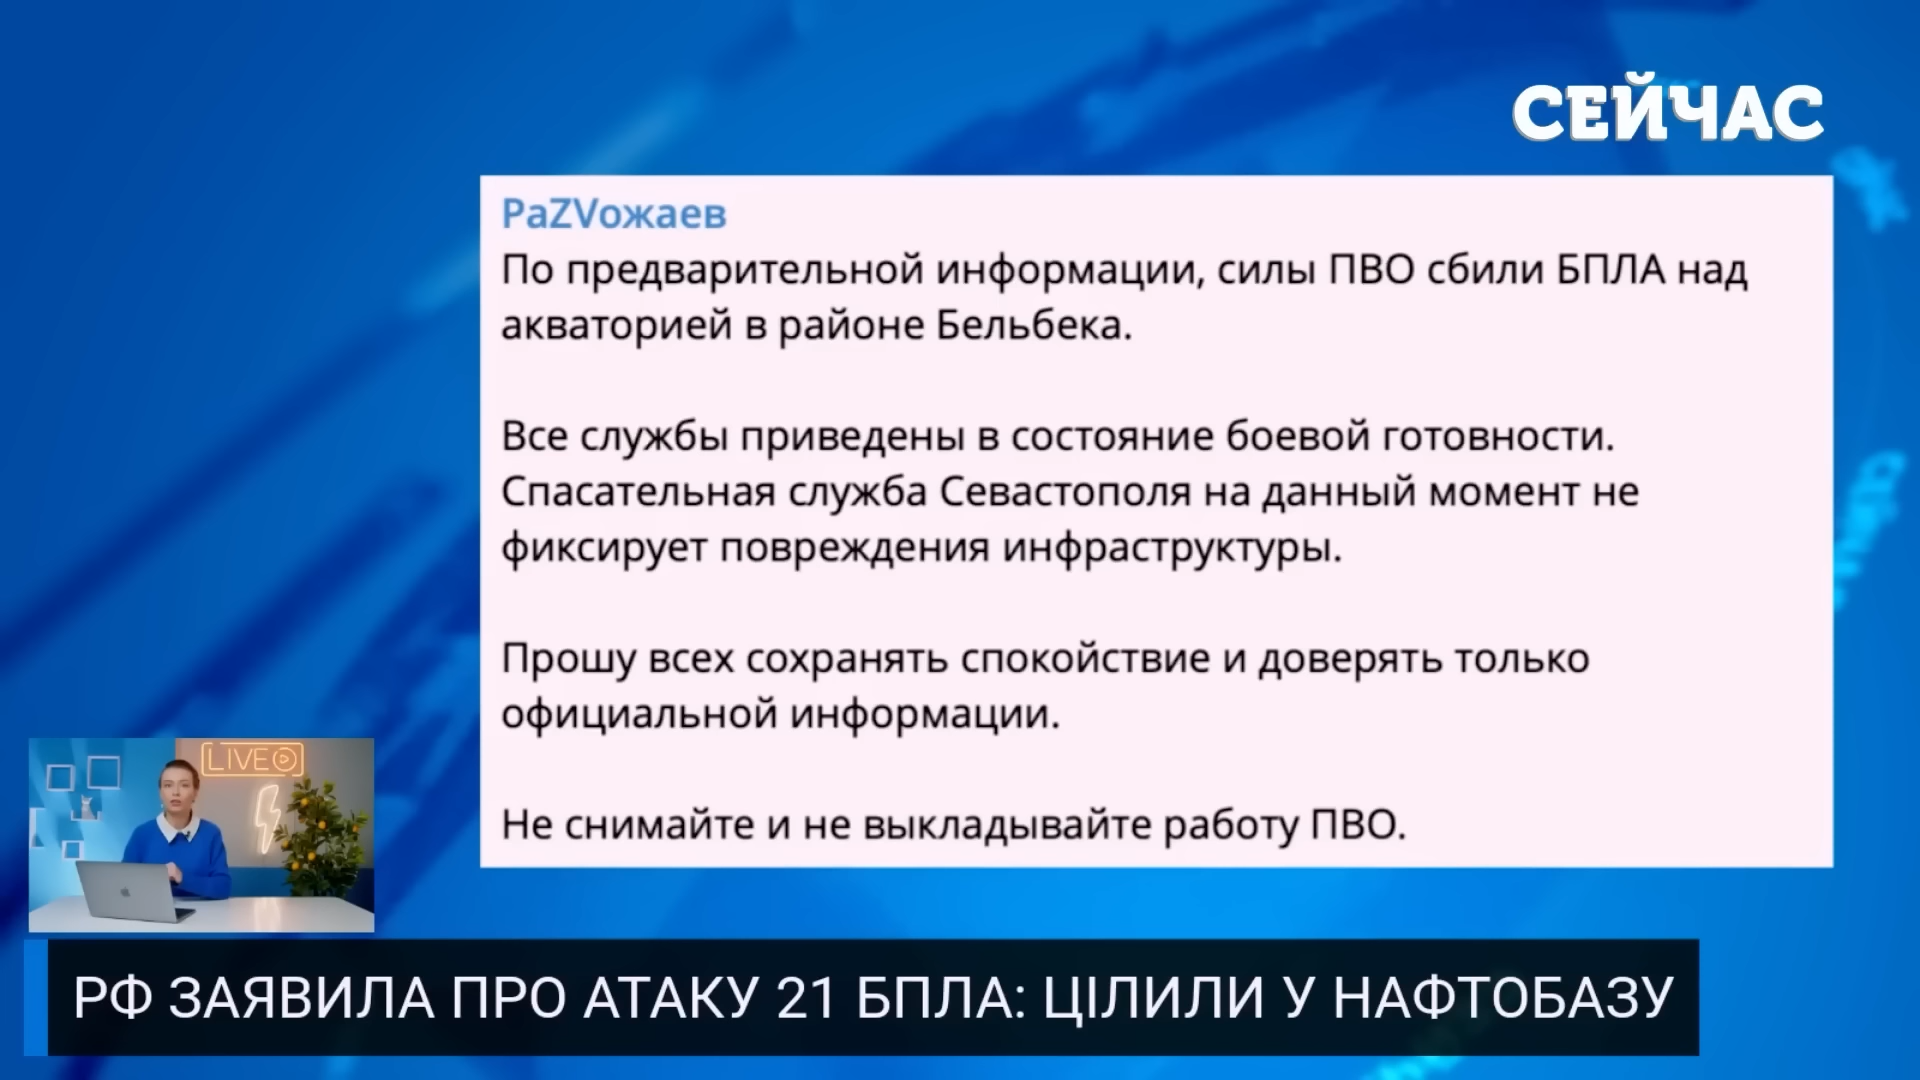 СЕЙЧАС
РаZVожаев
По предварительной информации, силы ПВО сбили БПЛА над
акваторией в районе Бельбека.
Все службы приведены в состояние боевой готовности.
Спасательная служба Севастополя на данный момент не
фиксирует повреждения инфраструктуры.
Прошу всех сохранять спокойствие и доверять только
официальной информации.
Не снимайте и не выкладывайте работу ПВО.
LIVE
РФ ЗАЯВИЛА ПРО АТАКУ 21 БПЛА: ЦІЛИЛИ У НАФТОБАЗУ